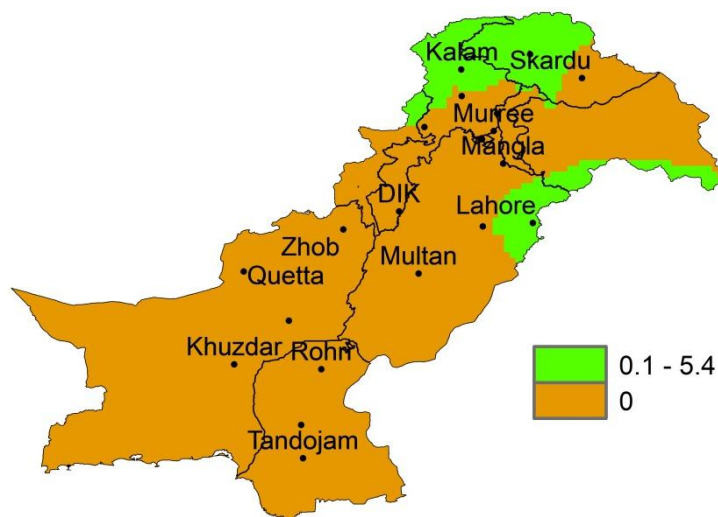 Kalam
Skardu
Murree
Mangla
DIK
Lahore
Zhob
Multan
Quetta
Khuzdar
Rohri
Tandojam
0.1 - 5.4
0